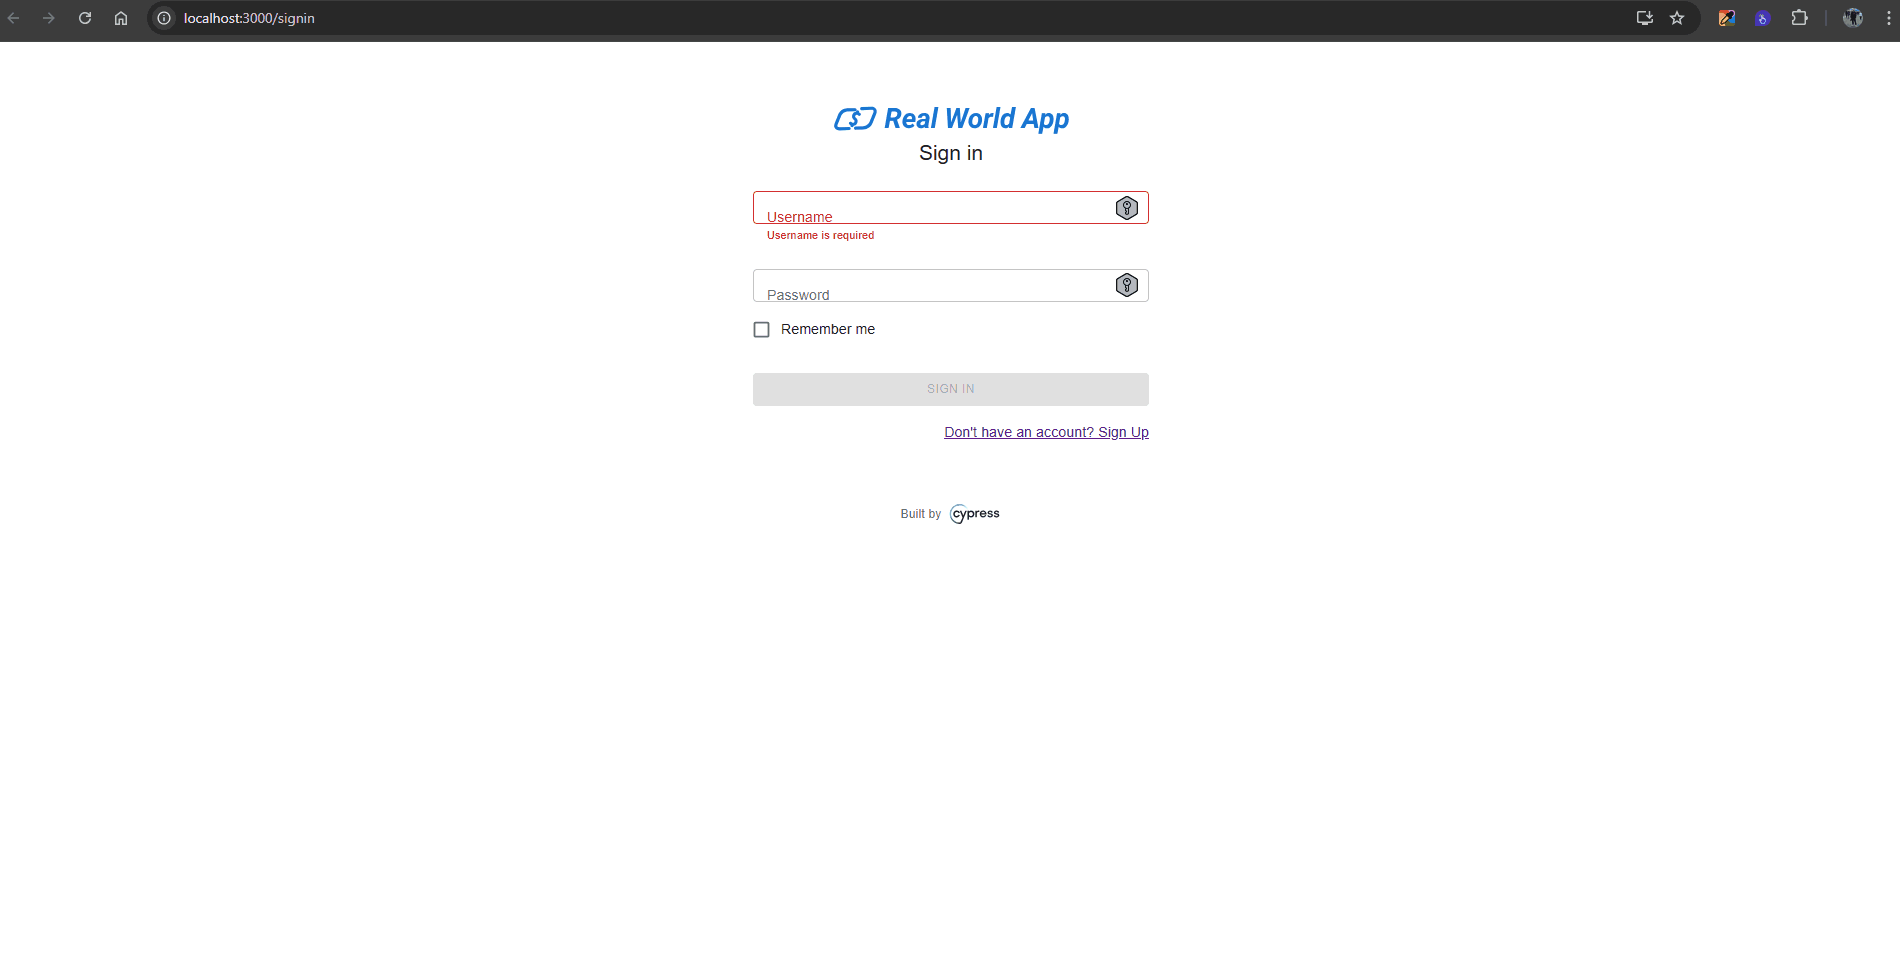 localhost:3000/signin
Real World App
Sign in
Username
Username is required
Password
Remember me
SIGN IN
Don't have an account? Sign Up
Built by cypress